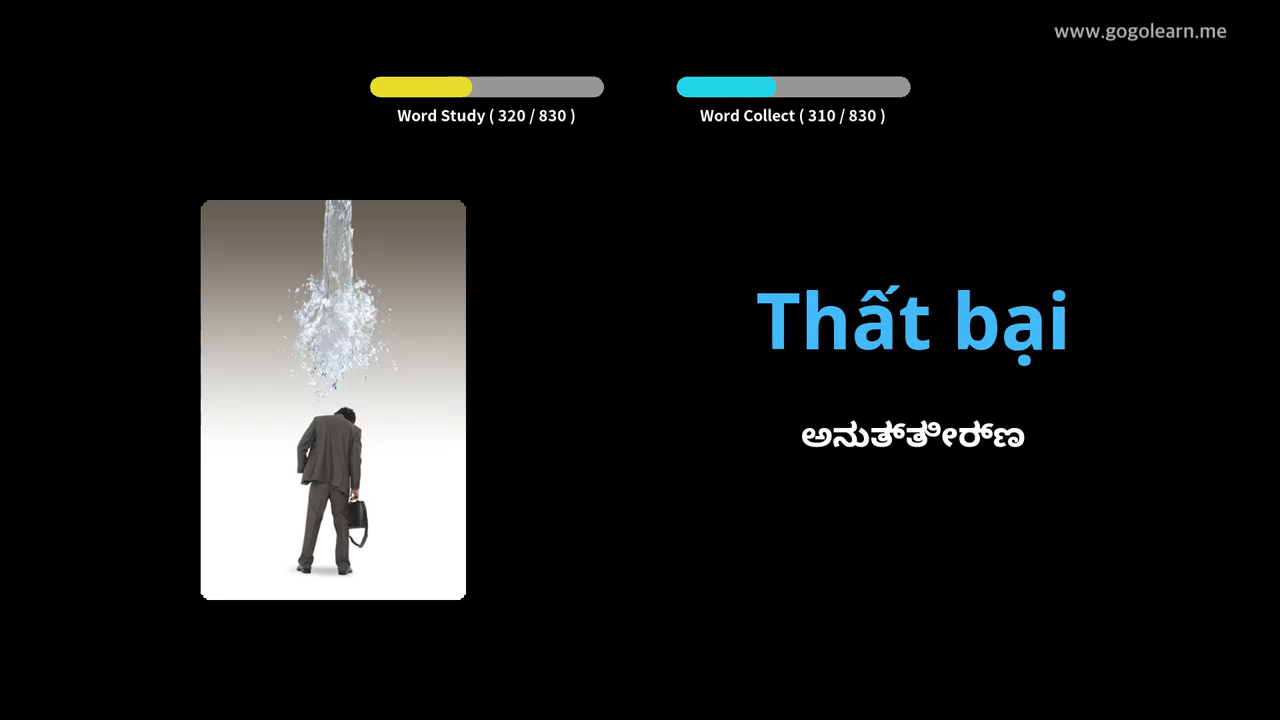 www.gogolearn.me
Word Study ( 320 / 830 )
Word Collect ( 310 / 830 )
Thất bại
ಅನುತ್ತೀರ್ಣ